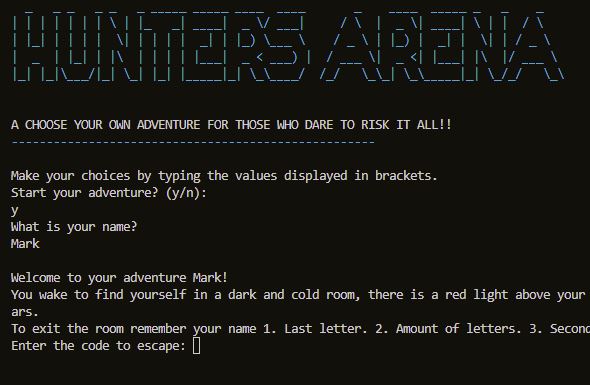 HUNTERS ARENA
A CHOOSE YOUR OWN ADVENTURE FOR THOSE WHO DARE TO RISK IT ALL!!
Make your choices by typing the values displayed in brackets.
Start your adventure? (y/n):
y
What is your name?
Mark
Welcome to your adventure Mark!
You wake to find yourself in a dark and cold room, there is a red light above your
ars.
To exit the room remember your name 1. Last letter. 2. Amount of letters. 3. Second
Enter the code to escape: